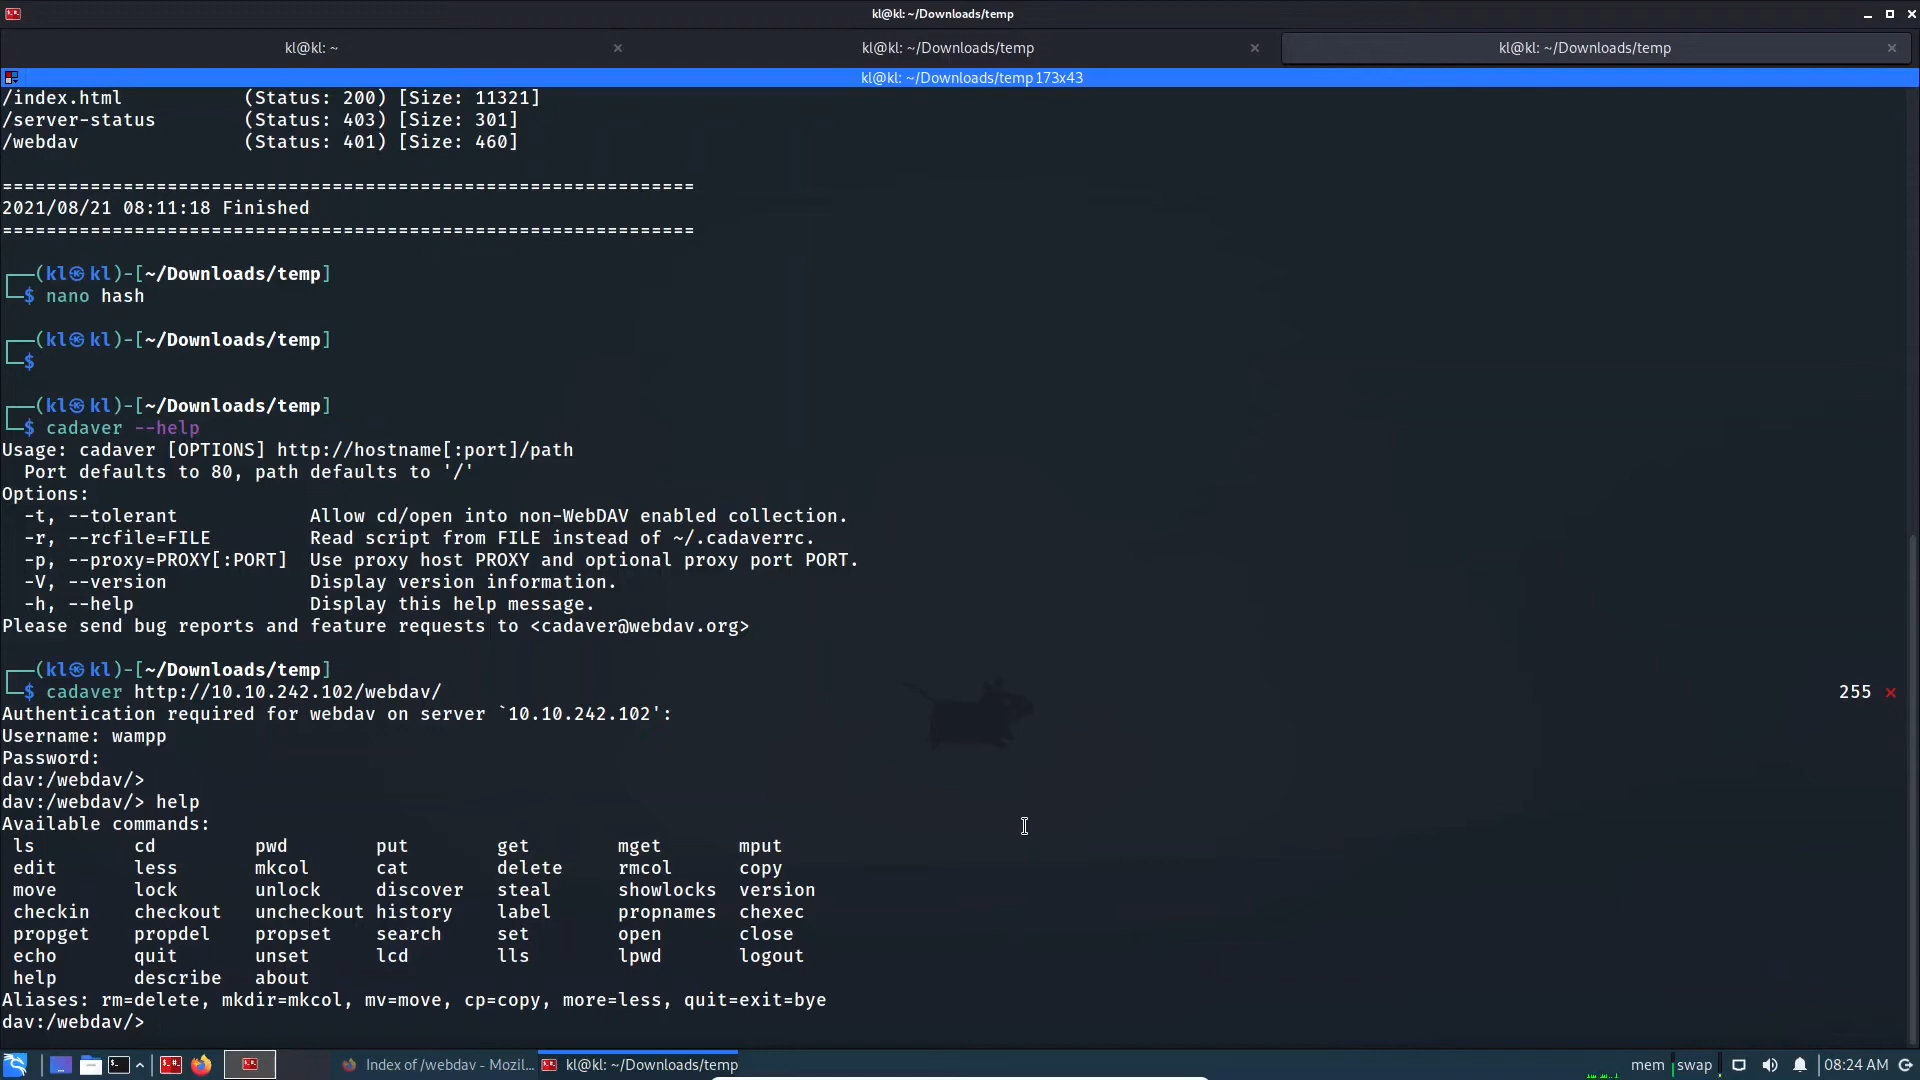 kl@kl: ~/Downloads/temp
kl@kl: ~ × kl@kl: ~/Downloads/temp × kl@kl: ~/Downloads/temp ×
kl@kl: ~/Downloads/temp 173x43
/index.html           (Status: 200) [Size: 11321]
/server-status        (Status: 403) [Size: 301]
/webdav               (Status: 401) [Size: 460]
===============================================================
2021/08/21 08:11:18 Finished
===============================================================
┌──(kl㉿kl)-[~/Downloads/temp]
└─$ nano hash
┌──(kl㉿kl)-[~/Downloads/temp]
└─$
┌──(kl㉿kl)-[~/Downloads/temp]
└─$ cadaver --help
Usage: cadaver [OPTIONS] http://hostname[:port]/path
  Port defaults to 80, path defaults to '/'
Options:
  -t, --tolerant            Allow cd/open into non-WebDAV enabled collection.
  -r, --rcfile=FILE         Read script from FILE instead of ~/.cadaverrc.
  -p, --proxy=PROXY[:PORT]  Use proxy host PROXY and optional proxy port PORT.
  -V, --version             Display version information.
  -h, --help                Display this help message.
Please send bug reports and feature requests to <cadaver@webdav.org>
┌──(kl㉿kl)-[~/Downloads/temp]
└─$ cadaver http://10.10.242.102/webdav/ 255 ×
Authentication required for webdav on server `10.10.242.102':
Username: wampp
Password:
dav:/webdav/>
dav:/webdav/> help
Available commands:
 ls         cd         pwd        put        get        mget       mput
 edit       less       mkcol      cat        delete     rmcol      copy
 move       lock       unlock     discover   steal      showlocks  version
 checkin    checkout   uncheckout history    label      propnames  chexec
 propget    propdel    propset    search     set        open       close
 echo       quit       unset      lcd        lls        lpwd       logout
 help       describe   about
Aliases: rm=delete, mkdir=mkcol, mv=move, cp=copy, more=less, quit=exit=bye
dav:/webdav/>
Index of /webdav - Mozil... kl@kl: ~/Downloads/temp mem swap 08:24 AM